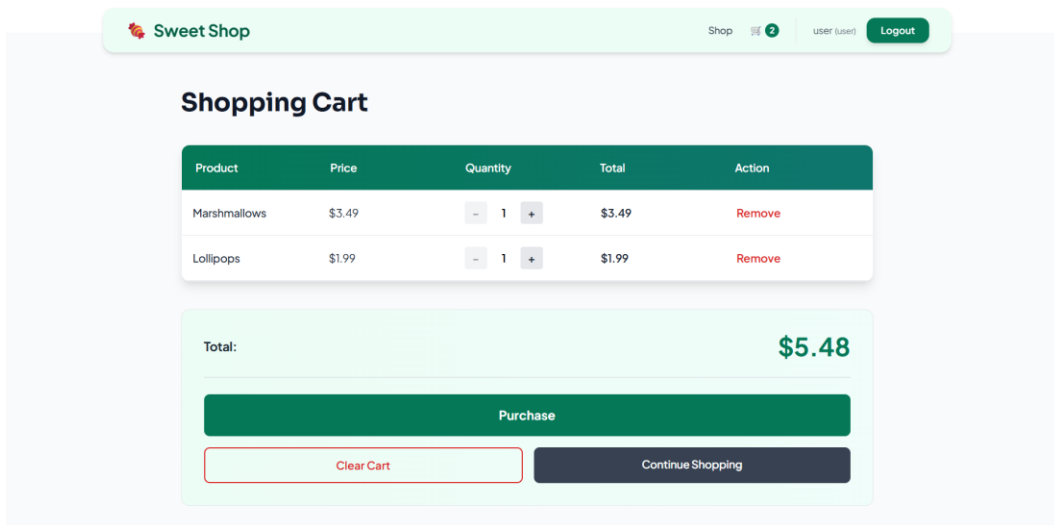 Sweet Shop
Shop 2 user (user) Logout
Shopping Cart
Product Price Quantity Total Action
Marshmallows $3.49 - 1 + $3.49 Remove
Lollipops $1.99 - 1 + $1.99 Remove
Total: $5.48
Purchase
Clear Cart Continue Shopping